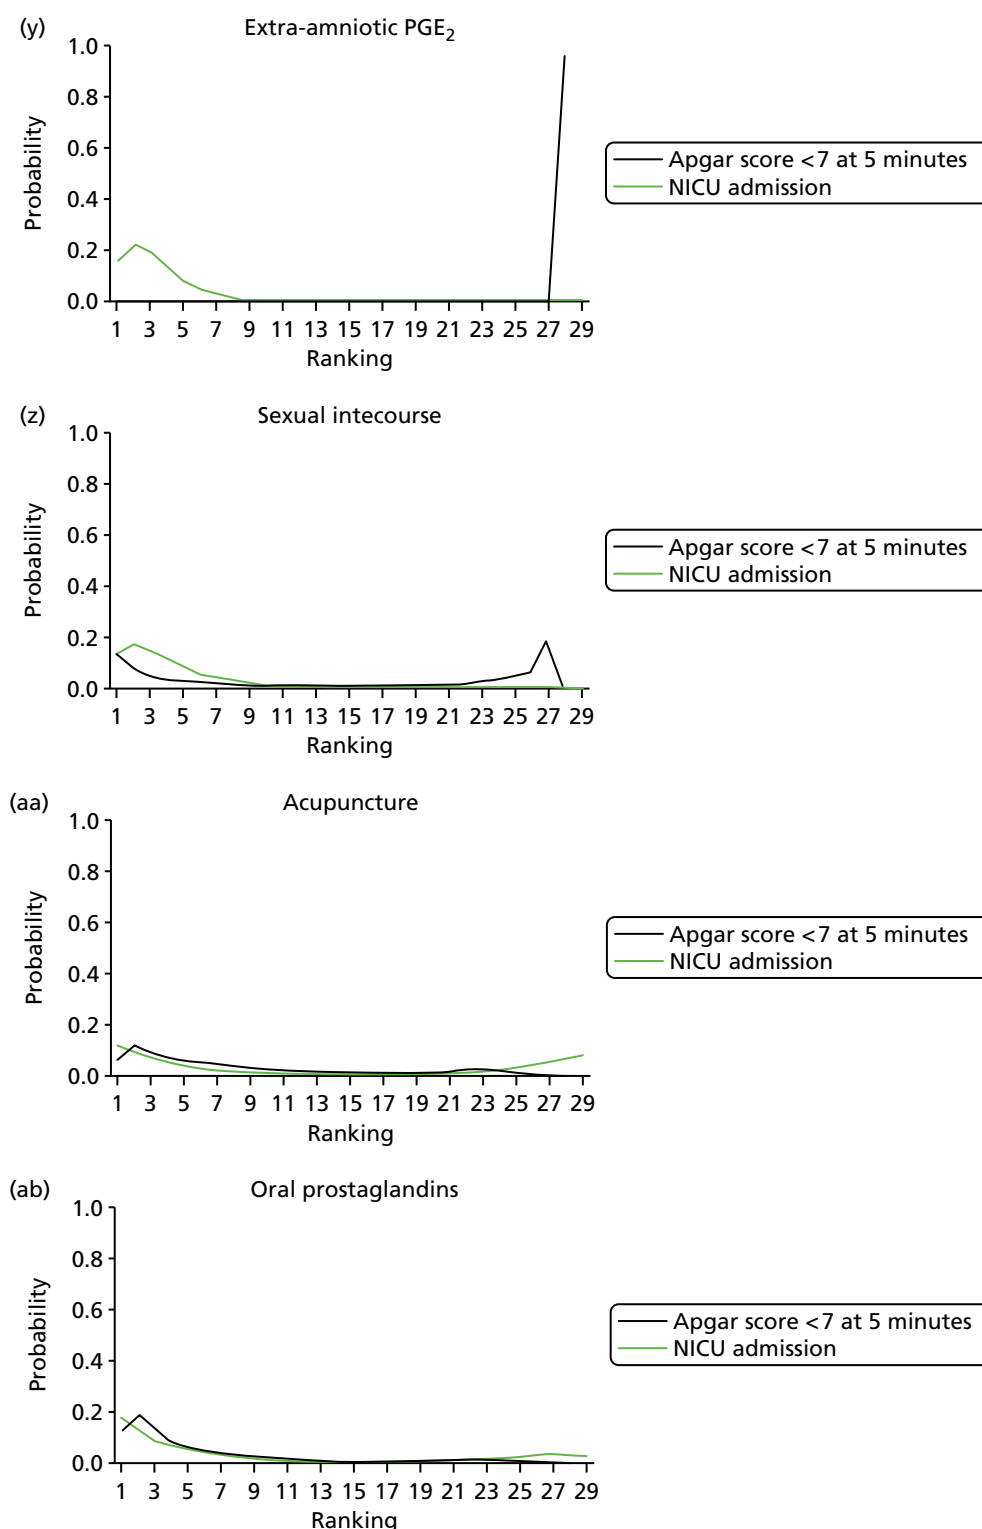 (y)
Extra-amniotic PGE2
1.0
0.8
0.6
0.4
0.2
0.0
Probability
1 3 5 7 9 11 13 15 17 19 21 23 25 27 29
Ranking
Apgar score <7 at 5 minutes
NICU admission
(z)
Sexual intecourse
1.0
0.8
0.6
0.4
0.2
0.0
Probability
1 3 5 7 9 11 13 15 17 19 21 23 25 27 29
Ranking
Apgar score <7 at 5 minutes
NICU admission
(aa)
Acupuncture
1.0
0.8
0.6
0.4
0.2
0.0
Probability
1 3 5 7 9 11 13 15 17 19 21 23 25 27 29
Ranking
Apgar score <7 at 5 minutes
NICU admission
(ab)
Oral prostaglandins
1.0
0.8
0.6
0.4
0.2
0.0
Probability
1 3 5 7 9 11 13 15 17 19 21 23 25 27 29
Ranking
Apgar score <7 at 5 minutes
NICU admission